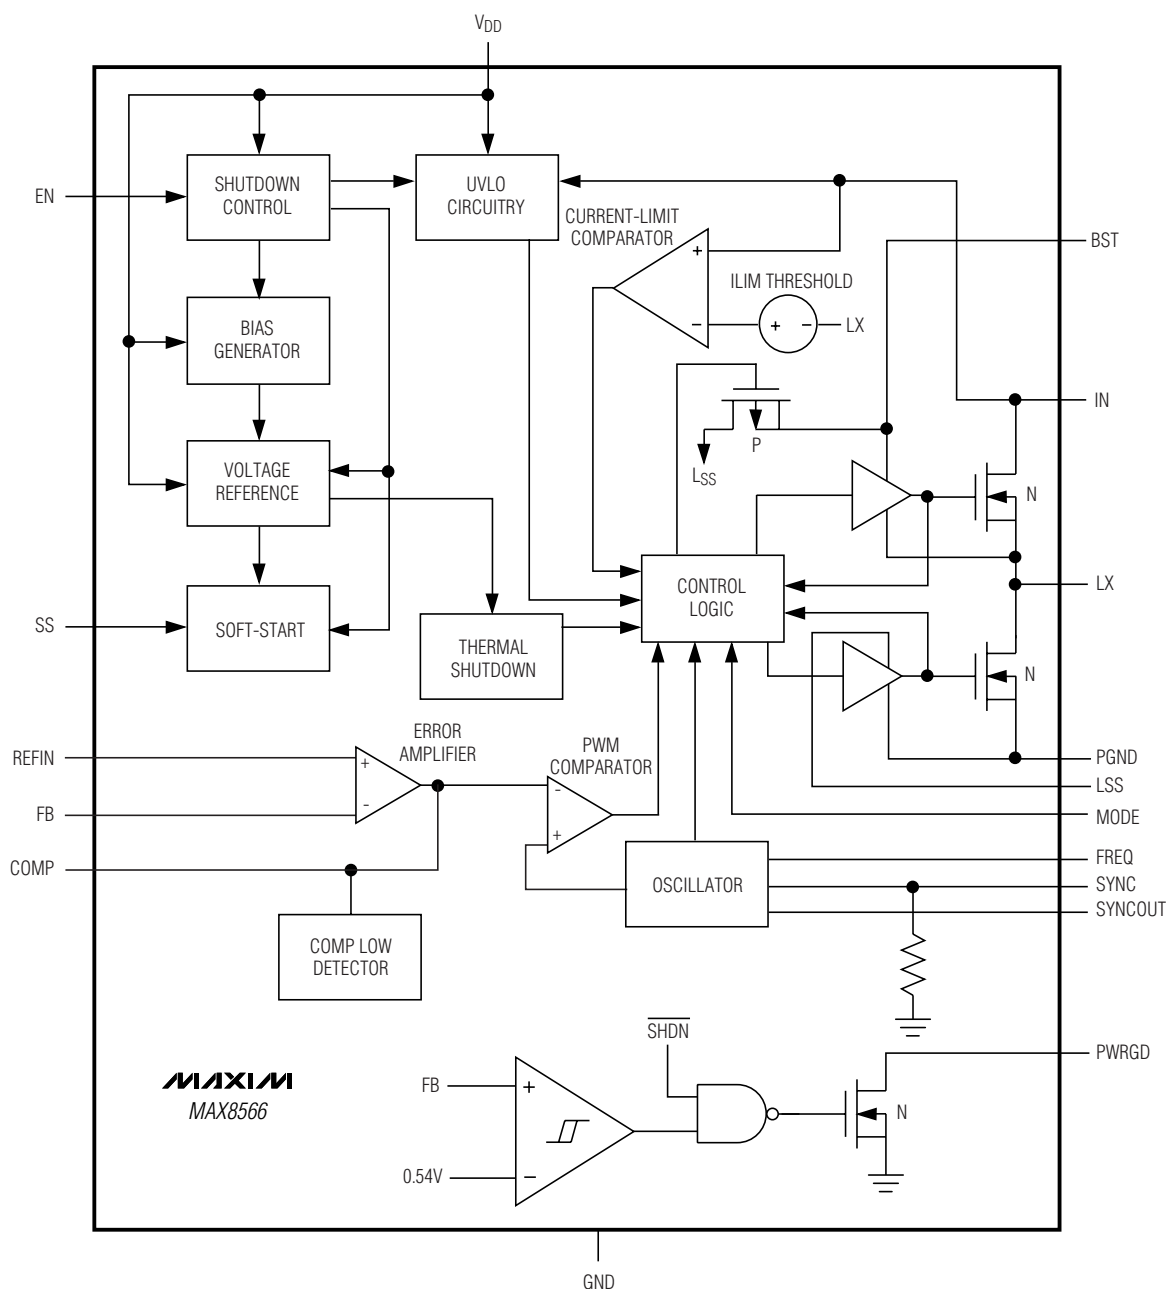 VDD
EN
SHUTDOWN
CONTROL
UVLO
CIRCUITRY
CURRENT-LIMIT
COMPARATOR
+
−
ILIM THRESHOLD
+ −
LX
BST
BIAS
GENERATOR
IN
P
LSS
VOLTAGE
REFERENCE
N
CONTROL
LOGIC
LX
SS
SOFT-START
THERMAL
SHUTDOWN
N
REFIN
+
ERROR
AMPLIFIER
FB
-
PWM
COMPARATOR
-
+
PGND
LSS
MODE
COMP
OSCILLATOR
FREQ
SYNC
SYNCOUT
COMP LOW
DETECTOR
SHDN
PWRGD
MAXIM
MAX8566
FB
+
0.54V
−
N
GND